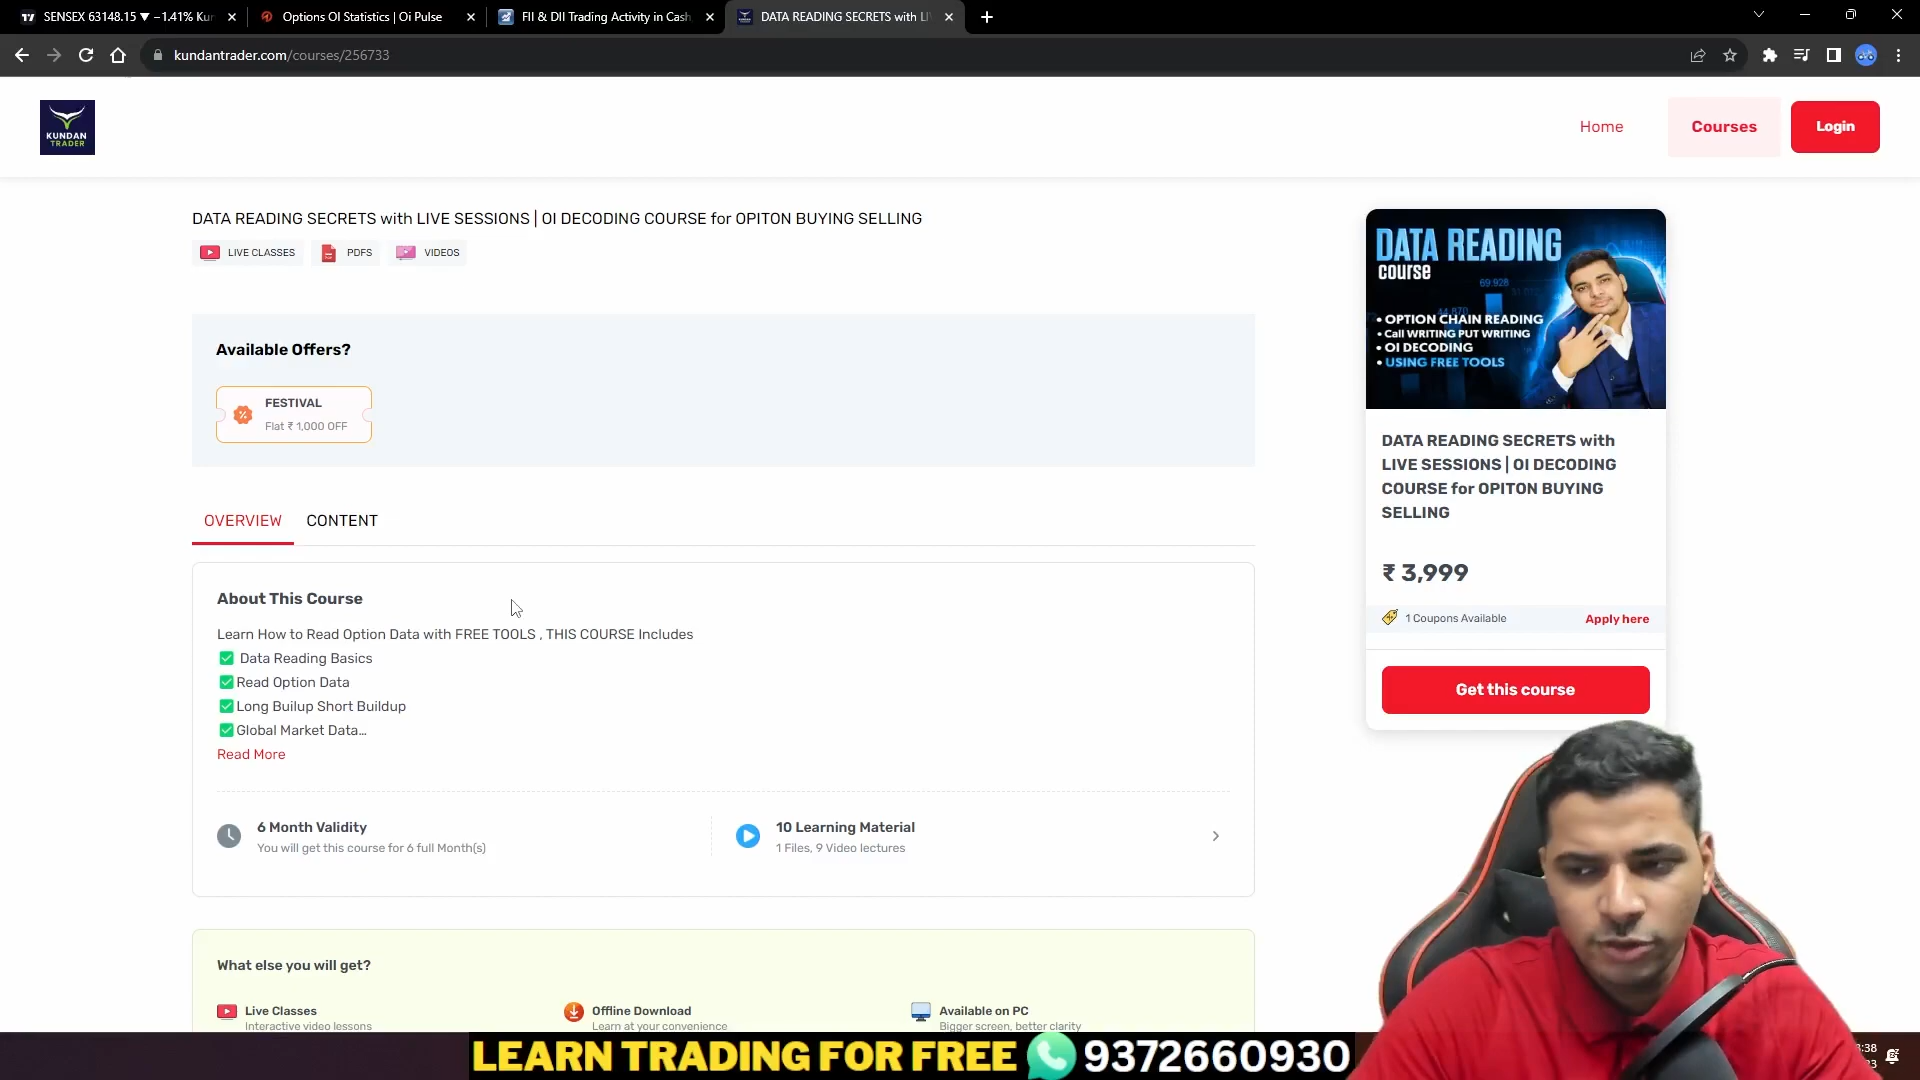 SENSEX 63148.15 ▼ −1.41% Kur
Options OI Statistics | Oi Pulse
FII & DII Trading Activity in Cash
DATA READING SECRETS with LI
kundantrader.com/courses/256733
KUNDAN
TRADER
Home
Courses
Login
DATA READING SECRETS with LIVE SESSIONS | OI DECODING COURSE for OPITON BUYING SELLING
LIVE CLASSES
PDFS
VIDEOS
Available Offers?
FESTIVAL
Flat ₹ 1,000 OFF
OVERVIEW
CONTENT
About This Course
Learn How to Read Option Data with FREE TOOLS , THIS COURSE Includes
✅ Data Reading Basics
✅ Read Option Data
✅ Long Builup Short Buildup
✅ Global Market Data...
Read More
6 Month Validity
You will get this course for 6 full Month(s)
10 Learning Material
1 Files, 9 Video lectures
What else you will get?
Live Classes
Interactive video lessons
Offline Download
Learn at your convenience
Available on PC
Bigger screen, better clarity
DATA READING
course
69.928
• OPTION CHAIN READING
• Call WRITING PUT WRITING
• OI DECODING
• USING FREE TOOLS
DATA READING SECRETS with
LIVE SESSIONS | OI DECODING
COURSE for OPITON BUYING
SELLING
₹ 3,999
1 Coupons Available
Apply here
Get this course
LEARN TRADING FOR FREE 9372660930
:38